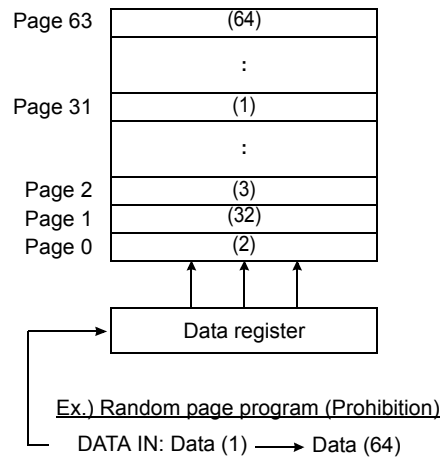 Page 63 (64)
:
Page 31 (1)
:
Page 2 (3)
Page 1 (32)
Page 0 (2)
Data register
Ex.) Random page program (Prohibition)
DATA IN: Data (1) Data (64)